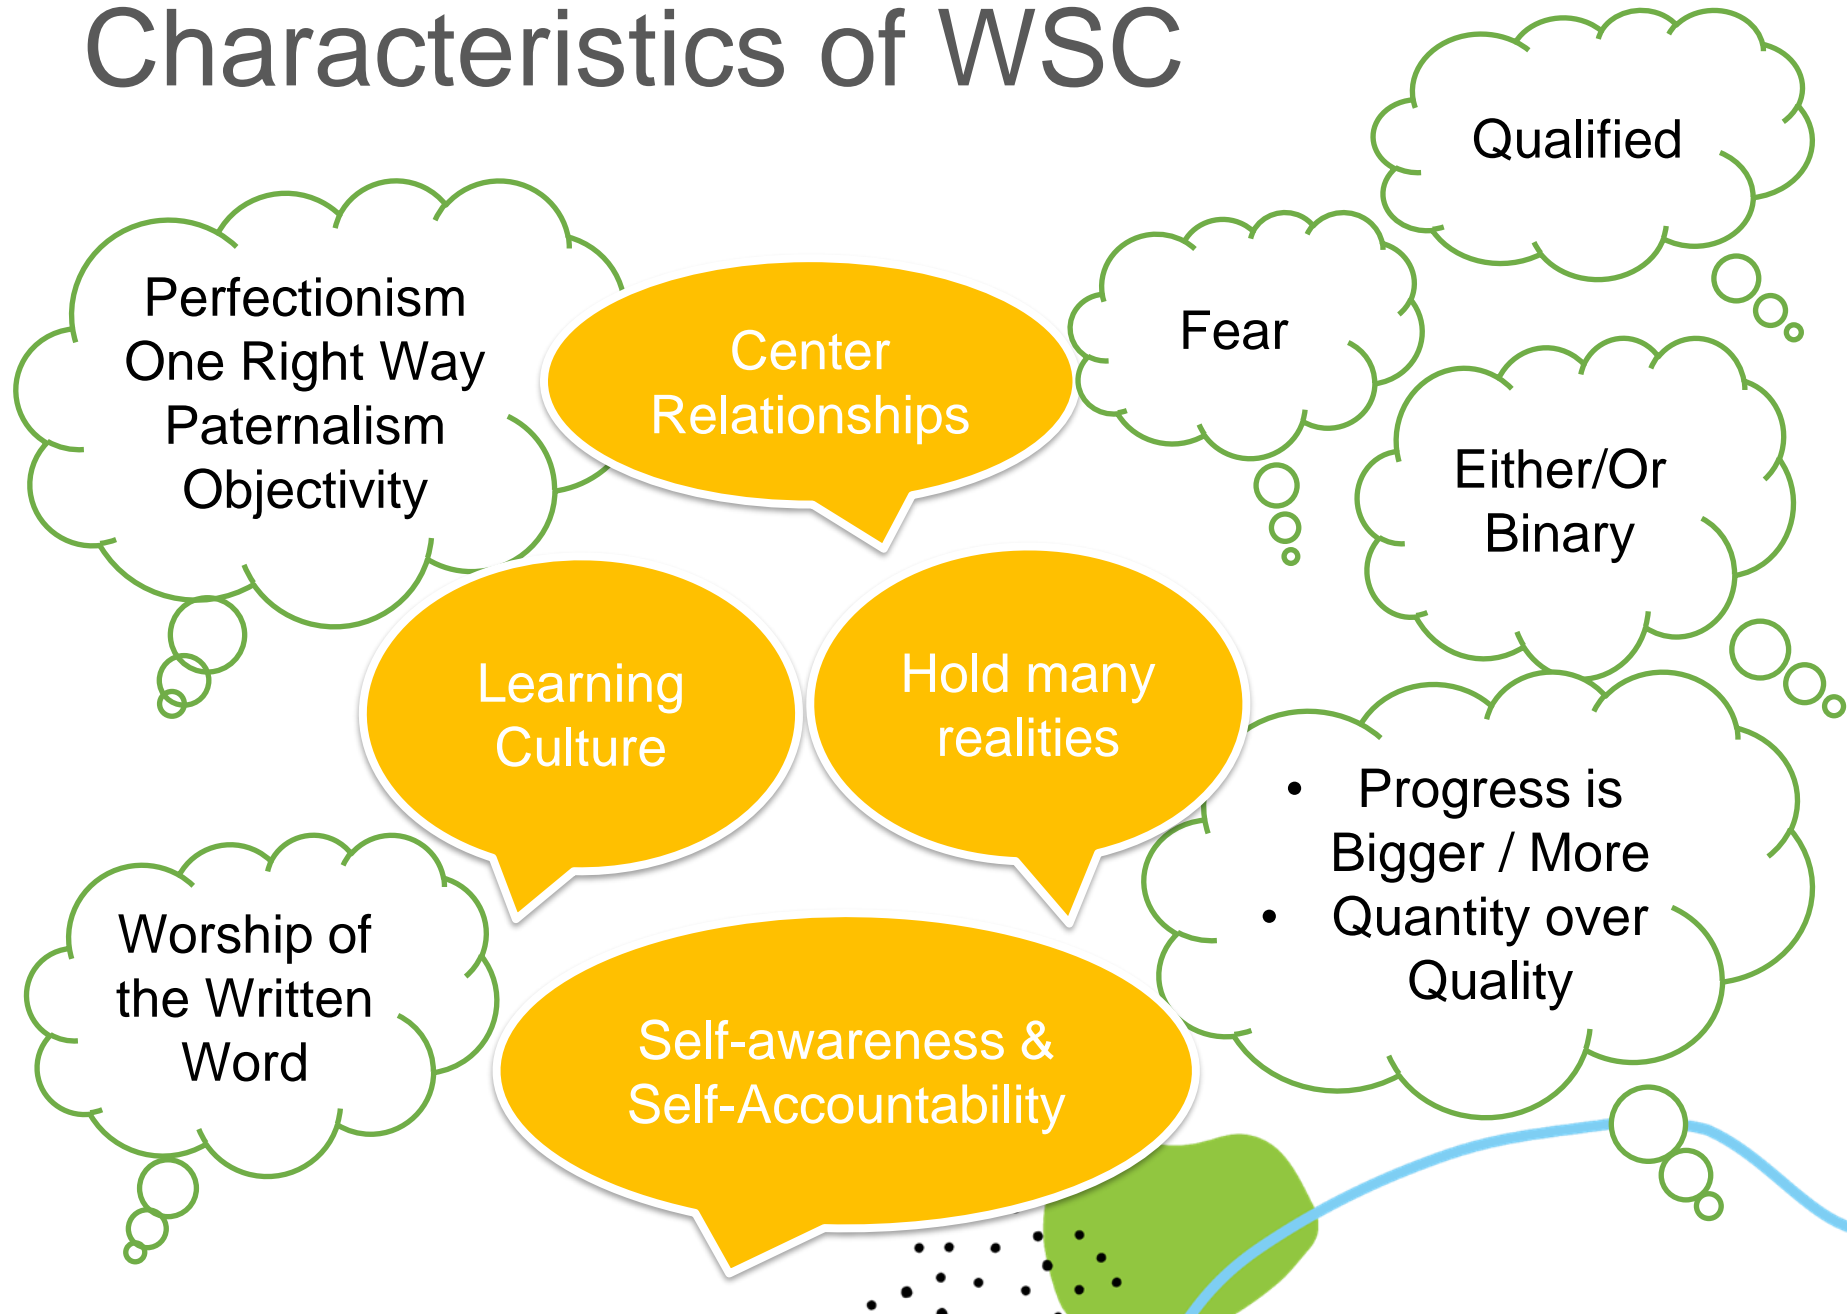 Characteristics of WSC
Qualified
Perfectionism
One Right Way
Paternalism
Objectivity
Center
Relationships
Fear
Either/Or
Binary
Learning
Culture
Hold many
realities
• Progress is
Bigger / More
• Quantity over
Quality
Worship of
the Written
Word
Self-awareness &
Self-Accountability